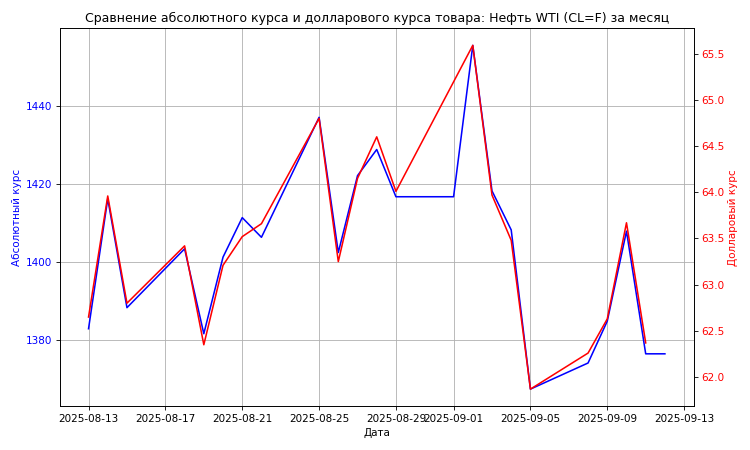 Сравнение абсолютного курса и долларового курса товара: Нефть WTI (CL=F) за месяц
Абсолютный курс
1440
1420
1400
1380
65.5
65.0
64.5
64.0
63.5
63.0
62.5
62.0
Долларовый курс
2025-08-13 2025-08-17 2025-08-21 2025-08-25 2025-08-29 2025-09-01 2025-09-05 2025-09-09 2025-09-13
Дата